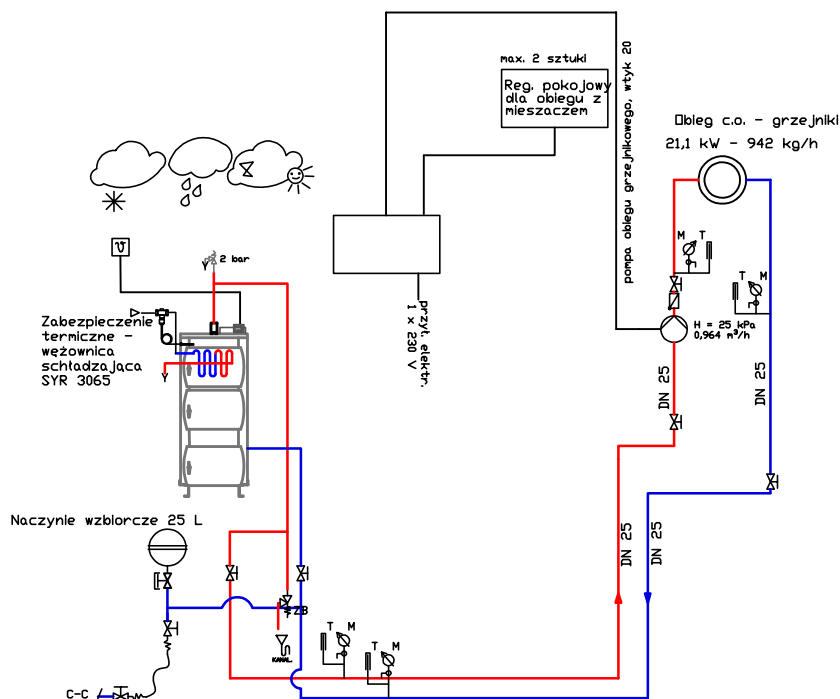 max. 2 sztuki
Reg. pokojowy
dla obiegu z
mieszaczem
pompa obiegu grzejnikowego, wtyk 20
Obieg c.o. - grzejniki
21,1 kW - 942 kg/h
M T
T M
2 bar
Zabezpieczenie
termiczne -
wężownica
schładzająca
SYR 3065
przył. elektr.
1 x 230 V
H = 25 kPa
0,964 m³/h
DN 25
DN 25
Naczynie wzbiorcze 25 L
DN 25
DN 25
ZB
KANAL.
T M
T M
C-C